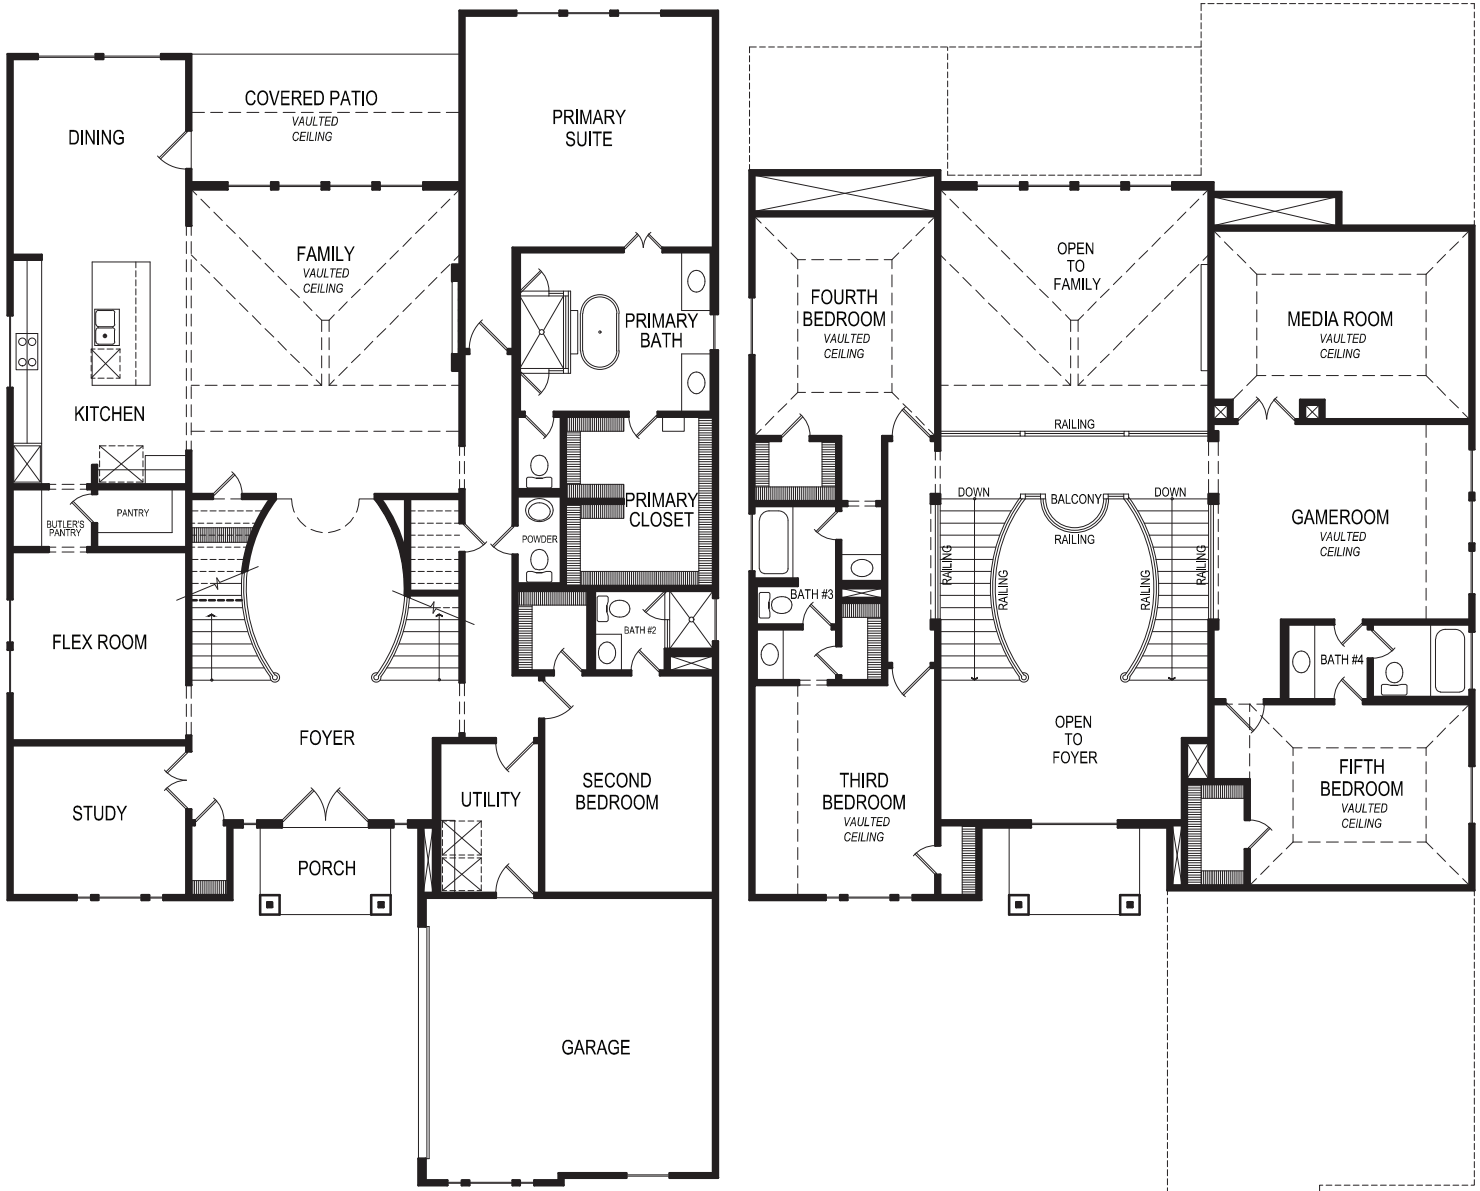 COVERED PATIO
VAULTED
CEILING
DINING
PRIMARY
SUITE
FAMILY
VAULTED
CEILING
PRIMARY
BATH
KITCHEN
PRIMARY
CLOSET
PANTRY
BUTLER'S
PANTRY
POWDER
FLEX ROOM
BATH #2
FOYER
STUDY
UTILITY
SECOND
BEDROOM
PORCH
GARAGE
OPEN
TO
FAMILY
FOURTH
BEDROOM
VAULTED
CEILING
MEDIA ROOM
VAULTED
CEILING
RAILING
DOWN
BALCONY
DOWN
RAILING
GAMEROOM
VAULTED
CEILING
RAILING
RAILING
RAILING
RAILING
BATH #3
BATH #4
OPEN
TO
FOYER
THIRD
BEDROOM
VAULTED
CEILING
FIFTH
BEDROOM
VAULTED
CEILING